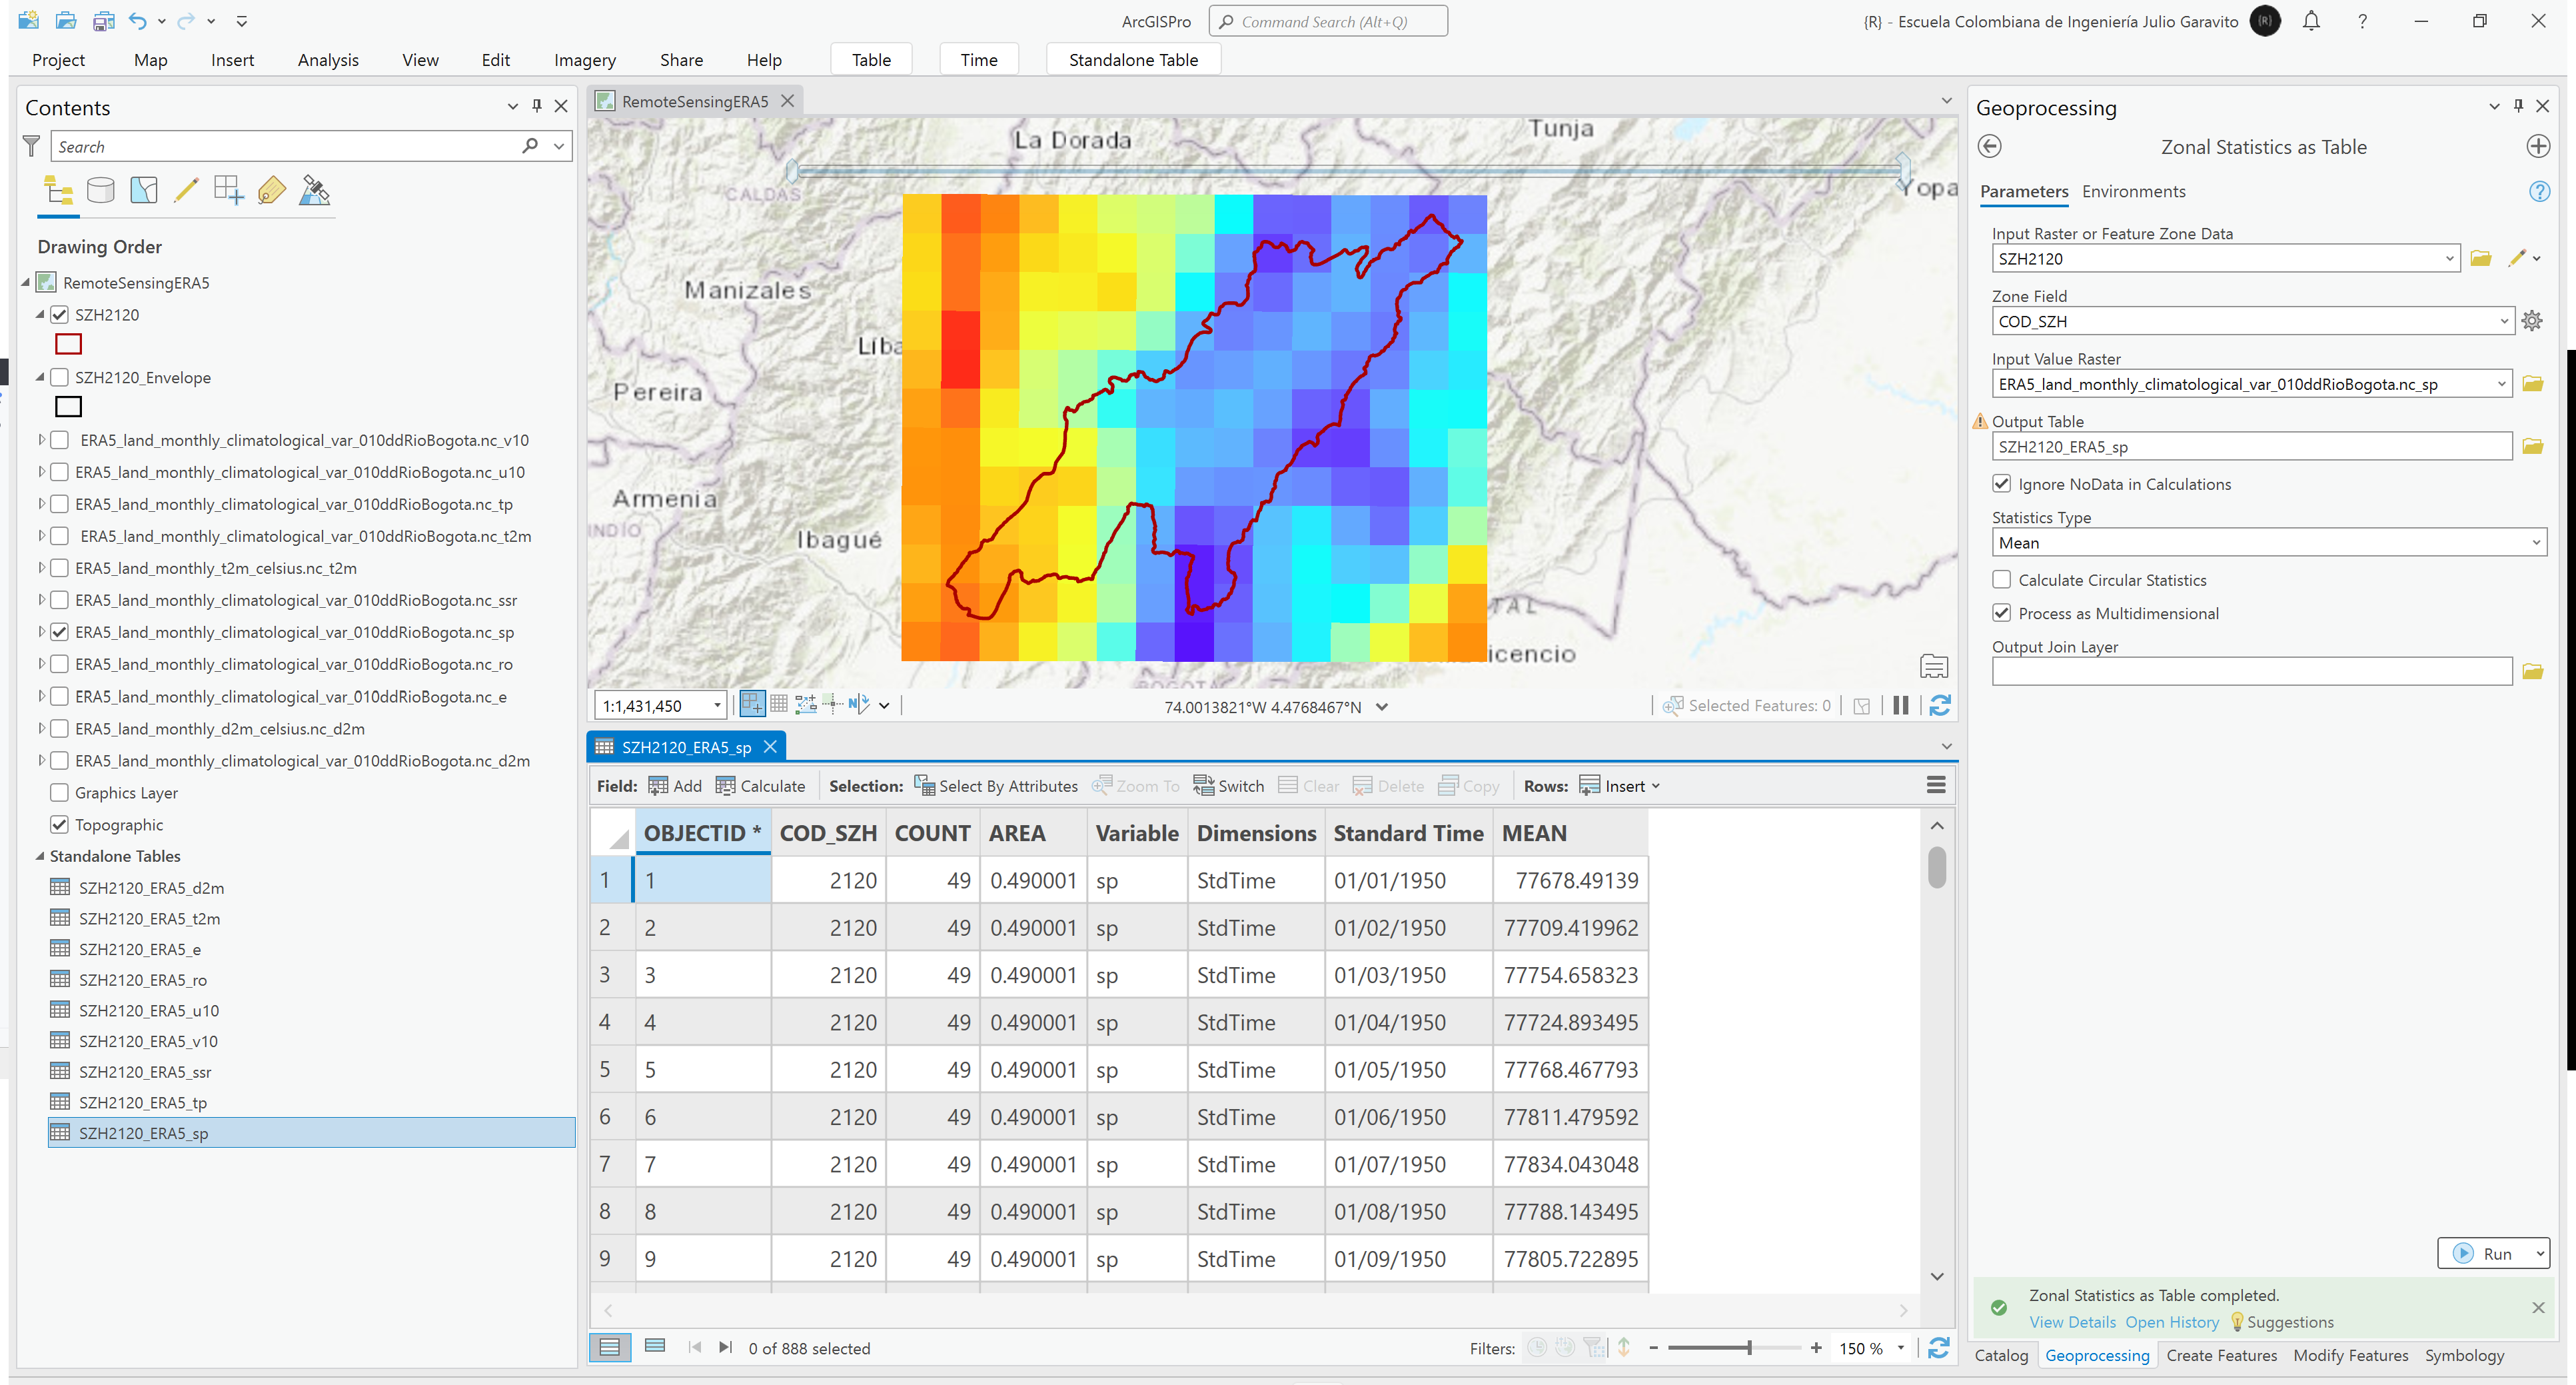 ArcGISPro
Command Search (Alt+Q)
{R} - Escuela Colombiana de Ingeniería Julio Garavito
{R}
?
Project Map Insert Analysis View Edit Imagery Share Help Table Time Standalone Table
Contents
Search
Drawing Order
RemoteSensingERA5
SZH2120
SZH2120_Envelope
ERA5_land_monthly_climatological_var_010ddRioBogota.nc_v10
ERA5_land_monthly_climatological_var_010ddRioBogota.nc_u10
ERA5_land_monthly_climatological_var_010ddRioBogota.nc_tp
ERA5_land_monthly_climatological_var_010ddRioBogota.nc_t2m
ERA5_land_monthly_t2m_celsius.nc_t2m
ERA5_land_monthly_climatological_var_010ddRioBogota.nc_ssr
ERA5_land_monthly_climatological_var_010ddRioBogota.nc_sp
ERA5_land_monthly_climatological_var_010ddRioBogota.nc_ro
ERA5_land_monthly_climatological_var_010ddRioBogota.nc_e
ERA5_land_monthly_d2m_celsius.nc_d2m
ERA5_land_monthly_climatological_var_010ddRioBogota.nc_d2m
Graphics Layer
Topographic
Standalone Tables
SZH2120_ERA5_d2m
SZH2120_ERA5_t2m
SZH2120_ERA5_e
SZH2120_ERA5_ro
SZH2120_ERA5_u10
SZH2120_ERA5_v10
SZH2120_ERA5_ssr
SZH2120_ERA5_tp
SZH2120_ERA5_sp
RemoteSensingERA5
La Dorada
Tunja
CALDAS
Yopa
Manizales
Líba
Pereira
Armenia
INDÍO
Ibagué
TAL
icencio
BOGOTA
1:1,431,450
74.0013821°W 4.4768467°N
Selected Features: 0
SZH2120_ERA5_sp
Field: Add Calculate Selection: Select By Attributes Zoom To Switch Clear Delete Copy Rows: Insert
OBJECTID * COD_SZH COUNT AREA Variable Dimensions Standard Time MEAN
1 1 2120 49 0.490001 sp StdTime 01/01/1950 77678.49139
2 2 2120 49 0.490001 sp StdTime 01/02/1950 77709.419962
3 3 2120 49 0.490001 sp StdTime 01/03/1950 77754.658323
4 4 2120 49 0.490001 sp StdTime 01/04/1950 77724.893495
5 5 2120 49 0.490001 sp StdTime 01/05/1950 77768.467793
6 6 2120 49 0.490001 sp StdTime 01/06/1950 77811.479592
7 7 2120 49 0.490001 sp StdTime 01/07/1950 77834.043048
8 8 2120 49 0.490001 sp StdTime 01/08/1950 77788.143495
9 9 2120 49 0.490001 sp StdTime 01/09/1950 77805.722895
0 of 888 selected
Filters:
150 %
Geoprocessing
Zonal Statistics as Table
Parameters Environments
Input Raster or Feature Zone Data
SZH2120
Zone Field
COD_SZH
Input Value Raster
ERA5_land_monthly_climatological_var_010ddRioBogota.nc_sp
Output Table
SZH2120_ERA5_sp
Ignore NoData in Calculations
Statistics Type
Mean
Calculate Circular Statistics
Process as Multidimensional
Output Join Layer
Run
Zonal Statistics as Table completed.
View Details Open History Suggestions
Catalog Geoprocessing Create Features Modify Features Symbology